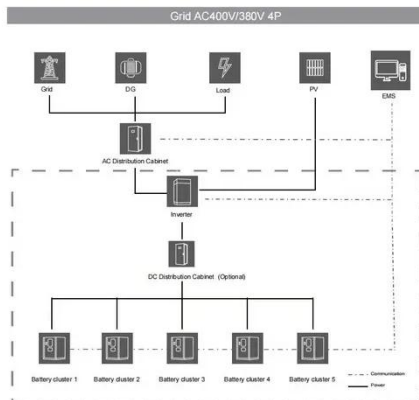 Grid AC400V/380V 4P
Grid
DG
Load
PV
EMS
AC Distribution Cabinet
Inverter
DC Distribution Cabinet (Optional)
Battery cluster 1
Battery cluster 2
Battery cluster 3
Battery cluster 4
Battery cluster 5
Communication
Power